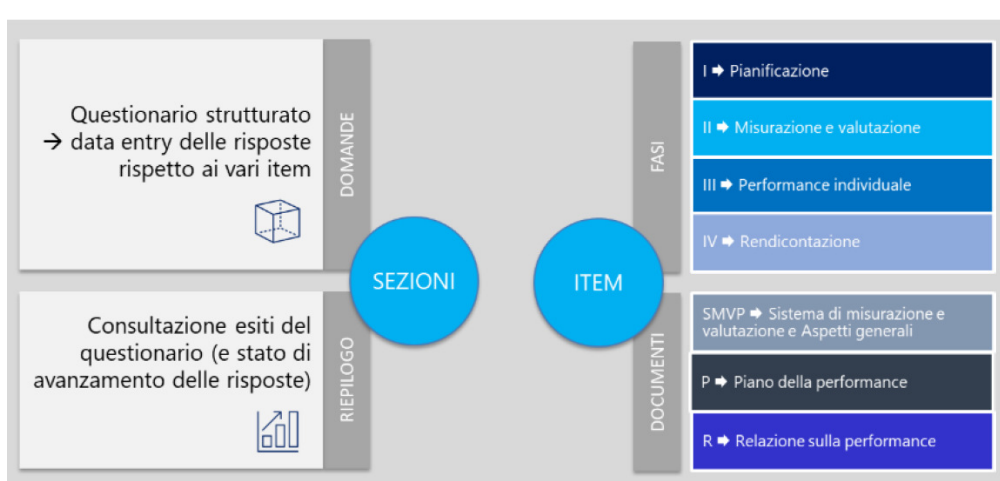 Questionario strutturato
→ data entry delle risposte
rispetto ai vari item
DOMANDE
Consultazione esiti del
questionario (e stato di
avanzamento delle risposte)
RIEPILOGO
SEZIONI
ITEM
FASI
I ➡ Pianificazione
II ➡ Misurazione e valutazione
III ➡ Performance individuale
IV ➡ Rendicontazione
DOCUMENTI
SMVP ➡ Sistema di misurazione e
valutazione e Aspetti generali
P ➡ Piano della performance
R ➡ Relazione sulla performance